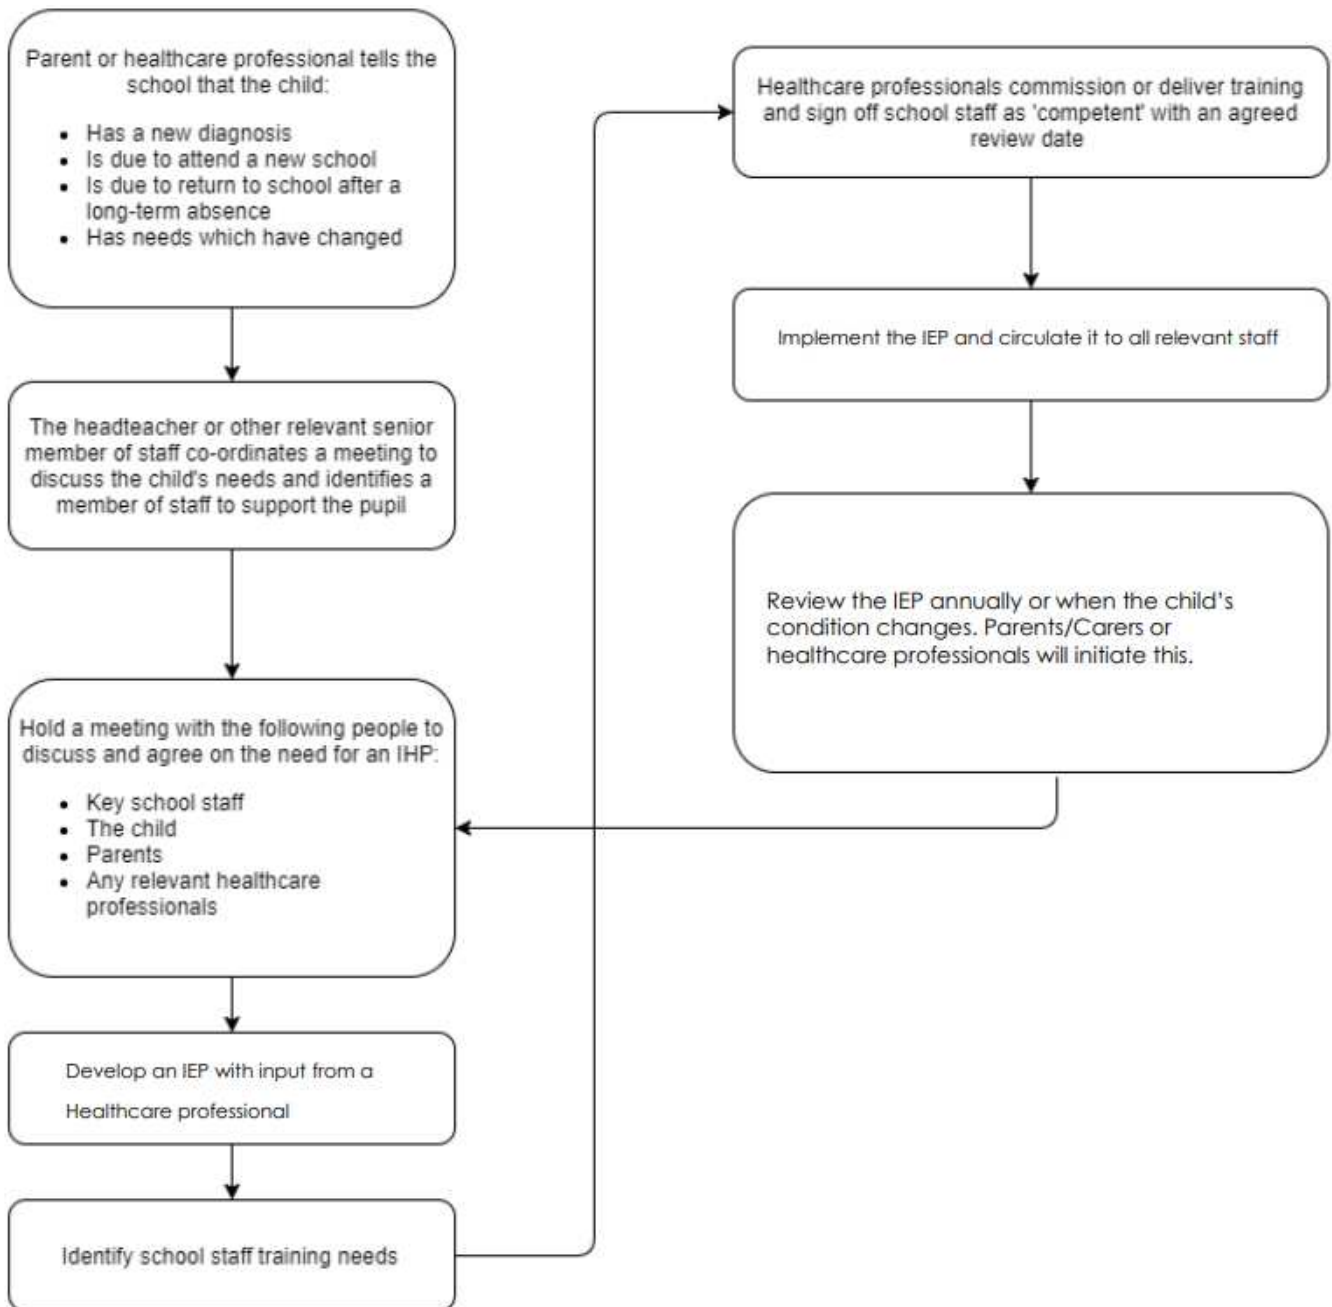 Parent or healthcare professional tells the
school that the child:
• Has a new diagnosis
• Is due to attend a new school
• Is due to return to school after a
long-term absence
• Has needs which have changed
The headteacher or other relevant senior
member of staff co-ordinates a meeting to
discuss the child's needs and identifies a
member of staff to support the pupil
Hold a meeting with the following people to
discuss and agree on the need for an IHP:
• Key school staff
• The child
• Parents
• Any relevant healthcare
professionals
Develop an IEP with input from a
Healthcare professional
Identify school staff training needs
Healthcare professionals commission or deliver training
and sign off school staff as 'competent' with an agreed
review date
Implement the IEP and circulate it to all relevant staff
Review the IEP annually or when the child’s
condition changes. Parents/Carers or
healthcare professionals will initiate this.